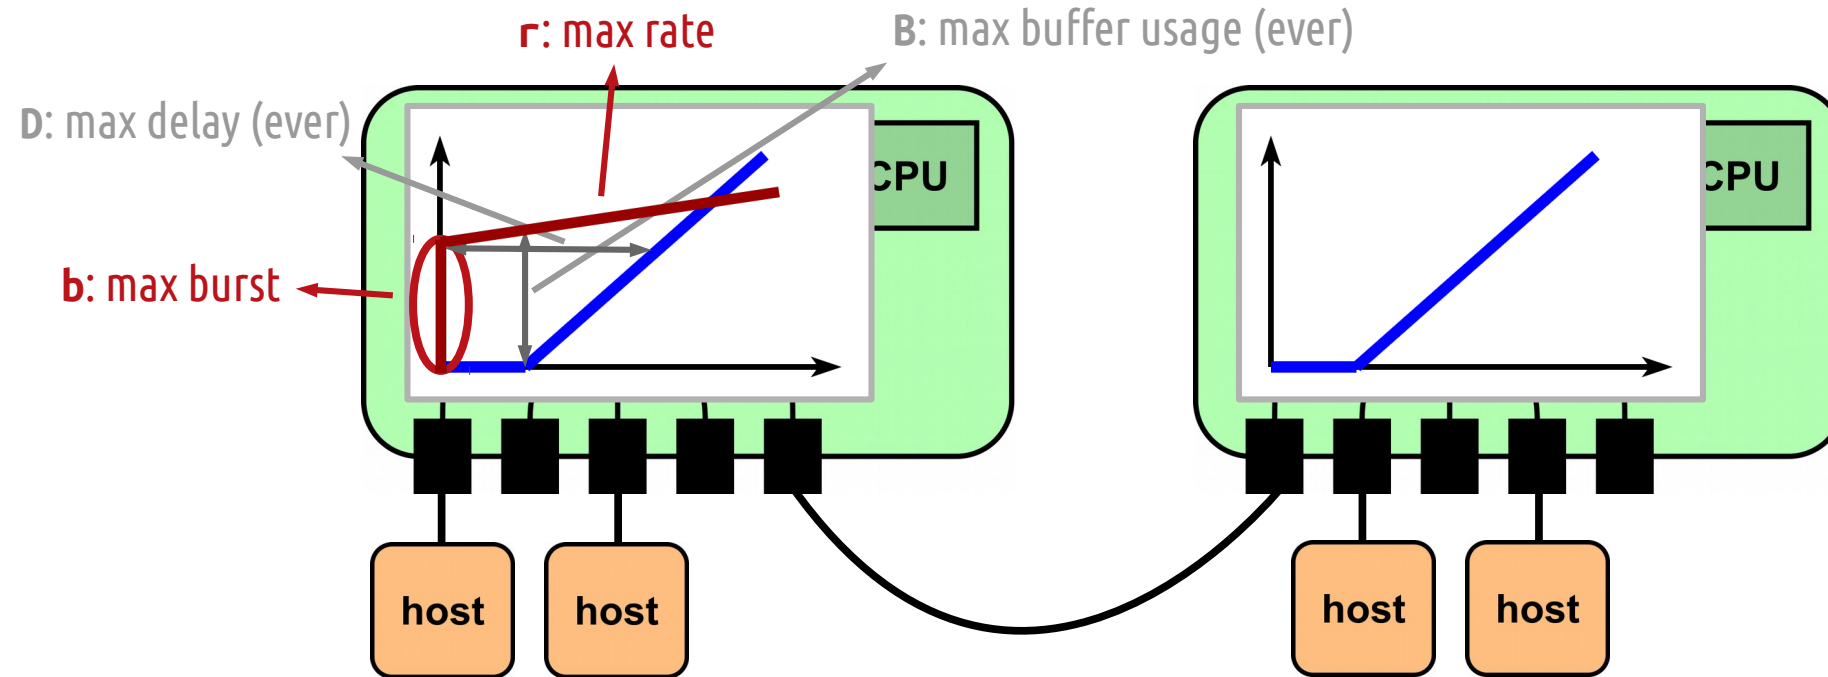 r: max rate
B: max buffer usage (ever)
D: max delay (ever)
b: max burst
CPU
CPU
host
host
host
host